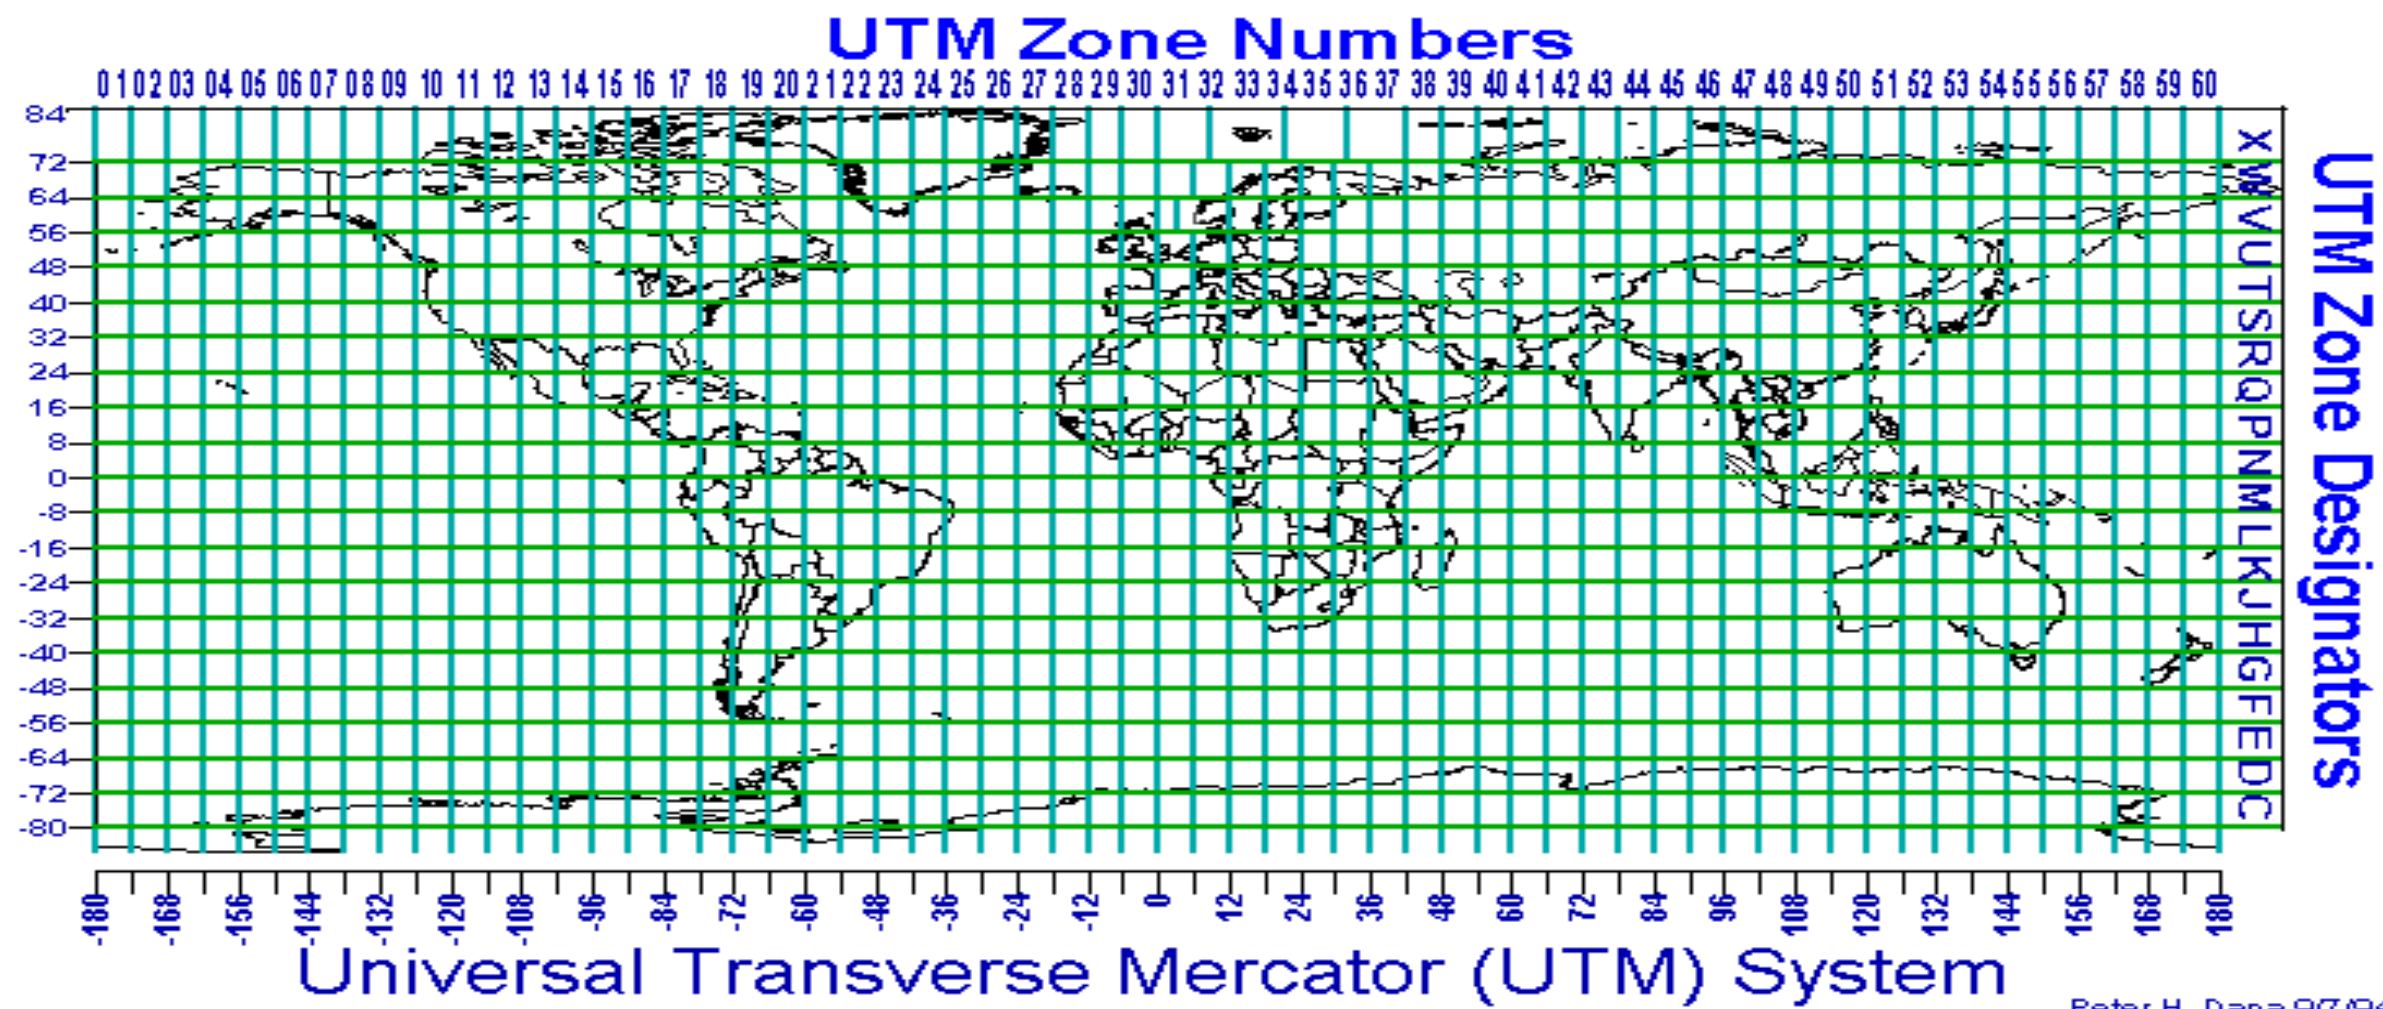 UTM Zone Numbers
01 02 03 04 05 06 07 08 09 10 11 12 13 14 15 16 17 18 19 20 21 22 23 24 25 26 27 28 29 30 31 32 33 34 35 36 37 38 39 40 41 42 43 44 45 46 47 48 49 50 51 52 53 54 55 56 57 58 59 60
84
72
64
56
48
40
32
24
16
8
0
-8
-16
-24
-32
-40
-48
-56
-64
-72
-80
X
W
V
U
T
S
R
Q
P
N
M
L
K
J
H
G
F
E
D
C
UTM Zone Designators
-180 -168 -156 -144 -132 -120 -108 -96 -84 -72 -60 -48 -36 -24 -12 0 12 24 36 48 60 72 84 96 108 120 132 144 156 168 180
Universal Transverse Mercator (UTM) System
Peter H. Dana 9/7/94